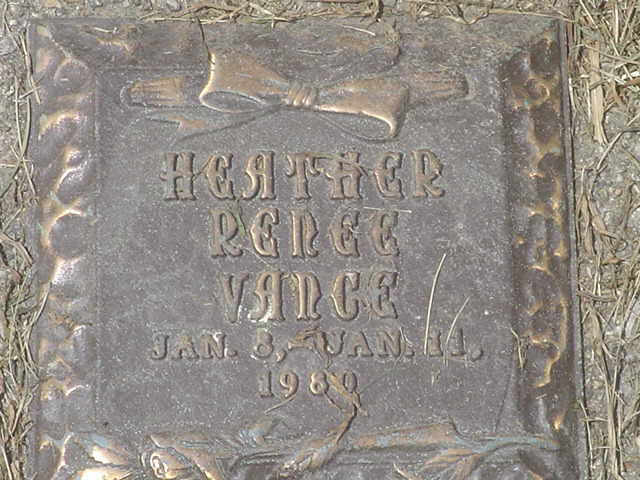 HEATHER
RENEE
VANCE
JAN. 8, JAN. 11,
1980